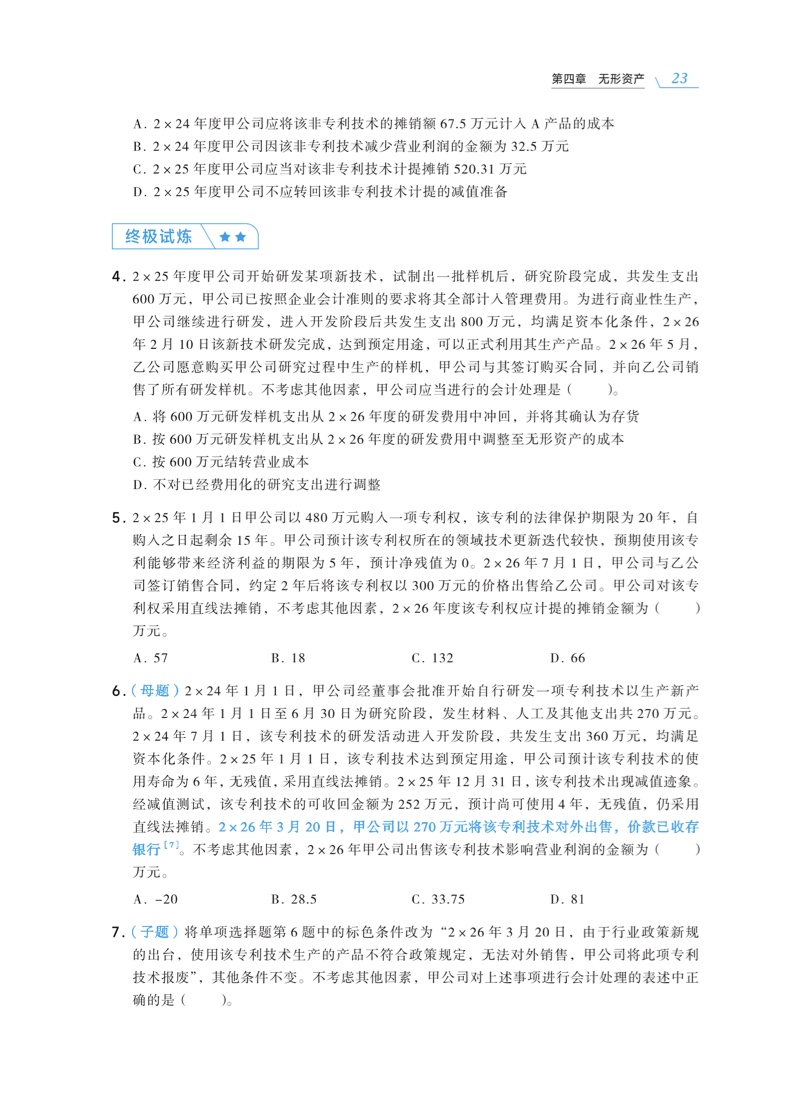 第四章 无形资产 23
A. 2×24 年度甲公司应将该非专利技术的摊销额 67.5 万元计入 A 产品的成本
B. 2×24 年度甲公司因该非专利技术减少营业利润的金额为 32.5 万元
C. 2×25 年度甲公司应当对该非专利技术计提摊销 520.31 万元
D. 2×25 年度甲公司不应转回该非专利技术计提的减值准备
终极试炼 ★★
4. 2×25 年度甲公司开始研发某项新技术，试制出一批样机后，研究阶段完成，共发生支出
600 万元，甲公司已按照企业会计准则的要求将其全部计入管理费用。为进行商业性生产，
甲公司继续进行研发，进入开发阶段后共发生支出 800 万元，均满足资本化条件，2×26
年 2 月 10 日该新技术研发完成，达到预定用途，可以正式利用其生产产品。2×26 年 5 月，
乙公司愿意购买甲公司研究过程中生产的样机，甲公司与其签订购买合同，并向乙公司销
售了所有研发样机。不考虑其他因素，甲公司应当进行的会计处理是（　　）。
A. 将 600 万元研发样机支出从 2×26 年度的研发费用中冲回，并将其确认为存货
B. 按 600 万元研发样机支出从 2×26 年度的研发费用中调整至无形资产的成本
C. 按 600 万元结转营业成本
D. 不对已经费用化的研究支出进行调整
5. 2×25 年 1 月 1 日甲公司以 480 万元购入一项专利权，该专利的法律保护期限为 20 年，自
购入之日起剩余 15 年。甲公司预计该专利权所在的领域技术更新迭代较快，预期使用该专
利能够带来经济利益的期限为 5 年，预计净残值为 0。2×26 年 7 月 1 日，甲公司与乙公
司签订销售合同，约定 2 年后将该专利权以 300 万元的价格出售给乙公司。甲公司对该专
利权采用直线法摊销，不考虑其他因素，2×26 年度该专利权应计提的摊销金额为（　　）
万元。
A. 57 B. 18 C. 132 D. 66
6.（母题）2×24 年 1 月 1 日，甲公司经董事会批准开始自行研发一项专利技术以生产新产
品。2×24 年 1 月 1 日至 6 月 30 日为研究阶段，发生材料、人工及其他支出共 270 万元。
2×24 年 7 月 1 日，该专利技术的研发活动进入开发阶段，共发生支出 360 万元，均满足
资本化条件。2×25 年 1 月 1 日，该专利技术达到预定用途，甲公司预计该专利技术的使
用寿命为 6 年，无残值，采用直线法摊销。2×25 年 12 月 31 日，该专利技术出现减值迹象。
经减值测试，该专利技术的可收回金额为 252 万元，预计尚可使用 4 年，无残值，仍采用
直线法摊销。2×26 年 3 月 20 日，甲公司以 270 万元将该专利技术对外出售，价款已收存
银行[7]。不考虑其他因素，2×26 年甲公司出售该专利技术影响营业利润的金额为（　　）
万元。
A. –20 B. 28.5 C. 33.75 D. 81
7.（子题）将单项选择题第 6 题中的标色条件改为“2×26 年 3 月 20 日，由于行业政策新规
的出台，使用该专利技术生产的产品不符合政策规定，无法对外销售，甲公司将此项专利
技术报废”，其他条件不变。不考虑其他因素，甲公司对上述事项进行会计处理的表述中正
确的是（　　）。